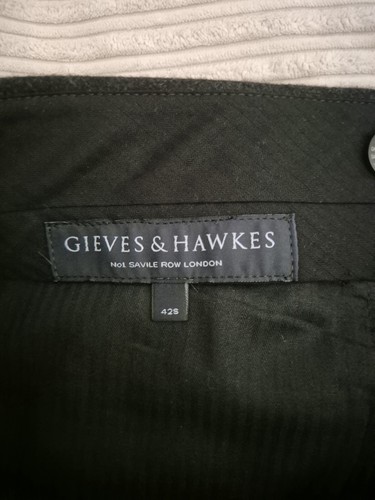 GIEVES & HAWKES
No1 SAVILE ROW LONDON
42S